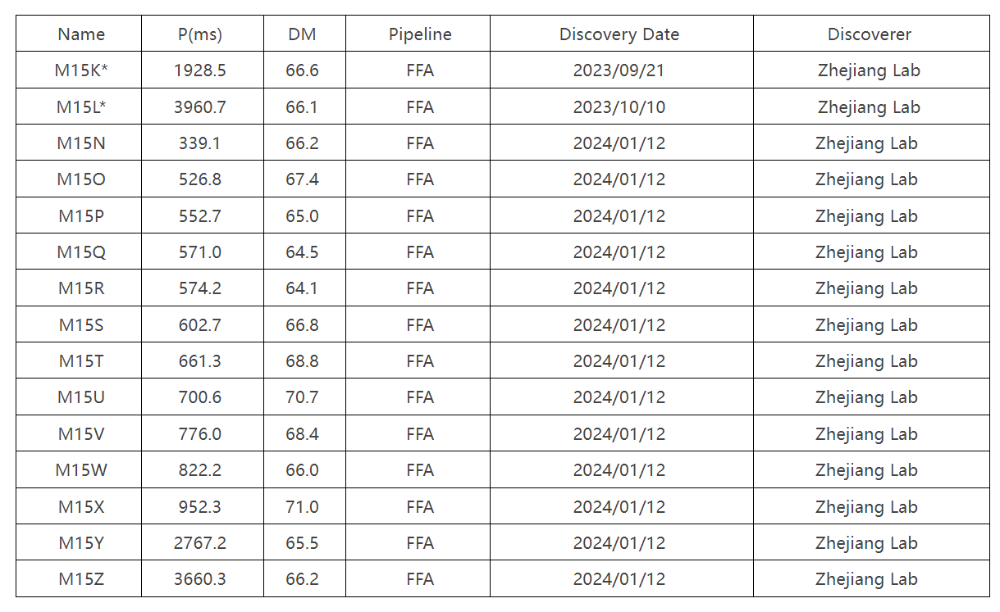 Name P(ms) DM Pipeline Discovery Date Discoverer
M15K* 1928.5 66.6 FFA 2023/09/21 Zhejiang Lab
M15L* 3960.7 66.1 FFA 2023/10/10 Zhejiang Lab
M15N 339.1 66.2 FFA 2024/01/12 Zhejiang Lab
M15O 526.8 67.4 FFA 2024/01/12 Zhejiang Lab
M15P 552.7 65.0 FFA 2024/01/12 Zhejiang Lab
M15Q 571.0 64.5 FFA 2024/01/12 Zhejiang Lab
M15R 574.2 64.1 FFA 2024/01/12 Zhejiang Lab
M15S 602.7 66.8 FFA 2024/01/12 Zhejiang Lab
M15T 661.3 68.8 FFA 2024/01/12 Zhejiang Lab
M15U 700.6 70.7 FFA 2024/01/12 Zhejiang Lab
M15V 776.0 68.4 FFA 2024/01/12 Zhejiang Lab
M15W 822.2 66.0 FFA 2024/01/12 Zhejiang Lab
M15X 952.3 71.0 FFA 2024/01/12 Zhejiang Lab
M15Y 2767.2 65.5 FFA 2024/01/12 Zhejiang Lab
M15Z 3660.3 66.2 FFA 2024/01/12 Zhejiang Lab